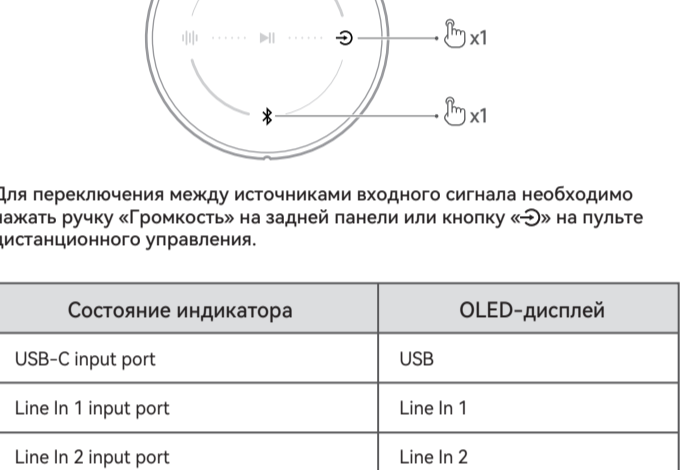 x1
x1
Для переключения между источниками входного сигнала необходимо
нажать ручку «Громкость» на задней панели или кнопку «» на пульте
дистанционного управления.
Состояние индикатора OLED-дисплей
USB-C input port USB
Line In 1 input port Line In 1
Line In 2 input port Line In 2